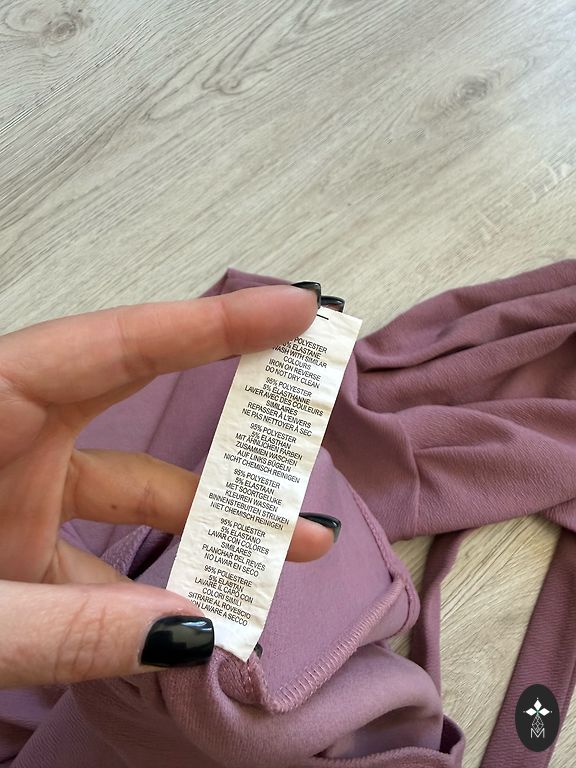 POLYESTER
ELASTANE
WASH WITH SIMILAR
COLOURS
IRON ON REVERSE
DO NOT DRY CLEAN
95% POLYESTER
5% ELASTHANNE
LAVER AVEC DES COULEURS
SIMILAIRES
REPASSER À L'ENVERS
NE PAS NETTOYER À SEC
95% POLYESTER
5% ELASTHAN
MIT ÄHNLICHEN FARBEN
ZUSAMMEN WASCHEN
AUF LINKS BÜGELN
NICHT CHEMISCH REINIGEN
95% POLYESTER
5% ELASTAAN
MET SOORTGELIJKE
KLEUREN WASSEN
BINNENSTEBUITEN STRIJKEN
NIET CHEMISCH REINIGEN
95% POLIÉSTER
5% ELASTANO
LAVAR CON COLORES
SIMILARES
PLANCHAR DEL REVÉS
NO LAVAR EN SECO
95% POLIESTERE
5% ELASTAN
LAVARE IL CAPO CON
COLORI SIMILI
STIRARE AL ROVESCIO
NON LAVARE A SECCO
M